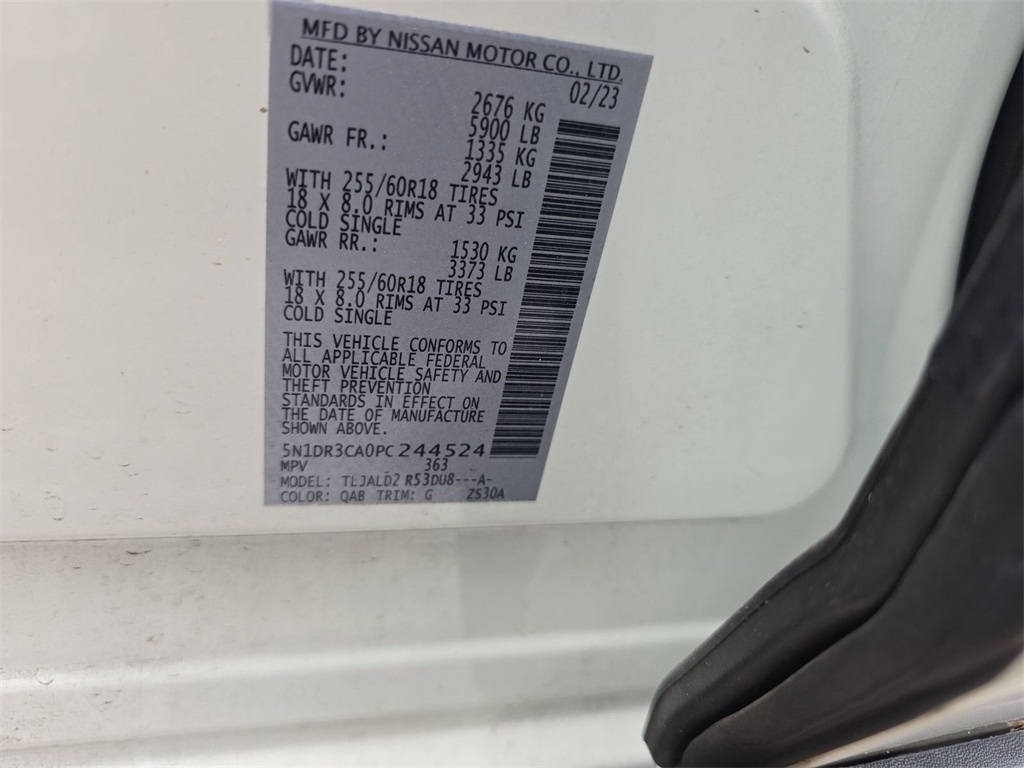 MFD BY NISSAN MOTOR CO., LTD.
DATE: 02/23
GVWR: 2676 KG
5900 LB
GAWR FR.: 1335 KG
2943 LB
WITH 255/60R18 TIRES
18 X 8.0 RIMS AT 33 PSI
COLD SINGLE
GAWR RR.: 1530 KG
3373 LB
WITH 255/60R18 TIRES
18 X 8.0 RIMS AT 33 PSI
COLD SINGLE
THIS VEHICLE CONFORMS TO
ALL APPLICABLE FEDERAL
MOTOR VEHICLE SAFETY AND
THEFT PREVENTION
STANDARDS IN EFFECT ON
THE DATE OF MANUFACTURE
SHOWN ABOVE.
5N1DR3CA0PC244524
MPV 363
MODEL: TLJALD2 R53DU8---A-
COLOR: QAB TRIM: G ZS30A